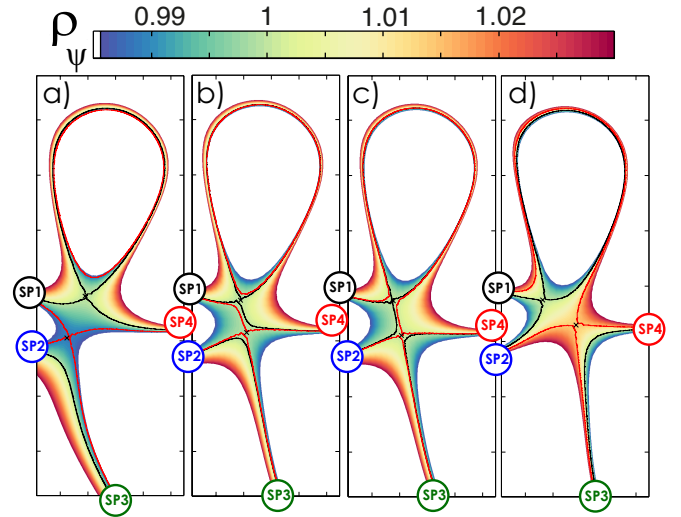 ρψ 0.99 1 1.01 1.02
a) b) c) d)
SP1 SP1 SP1 SP1
SP4 SP4 SP4 SP4
SP2 SP2 SP2 SP2
SP3 SP3 SP3 SP3